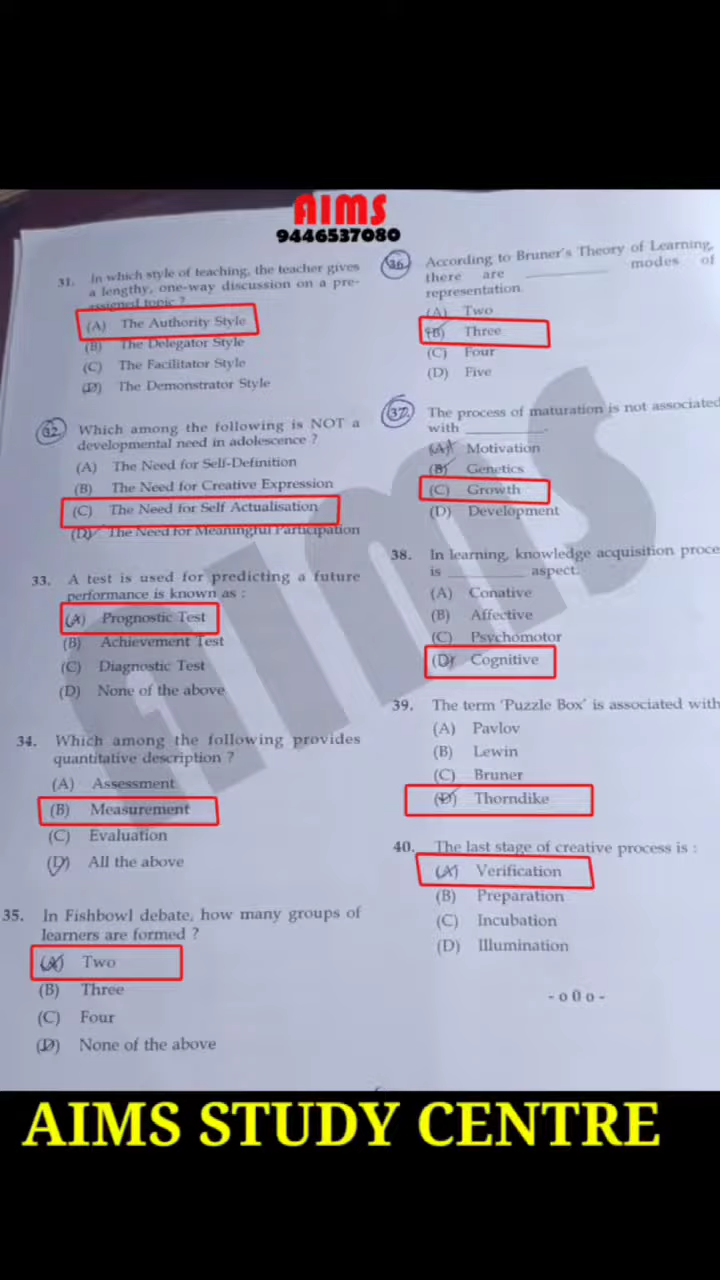 AIMS
9446537080
31. In which style of teaching, the teacher gives
a lengthy, one-way discussion on a pre-
assigned topic ?
(A) The Authority Style
(B) The Delegator Style
(C) The Facilitator Style
(D) The Demonstrator Style
32. Which among the following is NOT a
developmental need in adolescence ?
(A) The Need for Self-Definition
(B) The Need for Creative Expression
(C) The Need for Self Actualisation
(D) The Need for Meaningful Participation
33. A test is used for predicting a future
performance is known as :
(A) Prognostic Test
(B) Achievement Test
(C) Diagnostic Test
(D) None of the above
34. Which among the following provides
quantitative description ?
(A) Assessment
(B) Measurement
(C) Evaluation
(D) All the above
35. In Fishbowl debate, how many groups of
learners are formed ?
(A) Two
(B) Three
(C) Four
(D) None of the above
36. According to Bruner's Theory of Learning,
there are __________ modes of
representation.
(A) Two
(B) Three
(C) Four
(D) Five
37. The process of maturation is not associated
with __________.
(A) Motivation
(B) Genetics
(C) Growth
(D) Development
38. In learning, knowledge acquisition proce
is __________ aspect.
(A) Conative
(B) Affective
(C) Psychomotor
(D) Cognitive
39. The term 'Puzzle Box' is associated with
(A) Pavlov
(B) Lewin
(C) Bruner
(D) Thorndike
40. The last stage of creative process is :
(A) Verification
(B) Preparation
(C) Incubation
(D) Illumination
- o 0 o -
AIMS
AIMS STUDY CENTRE